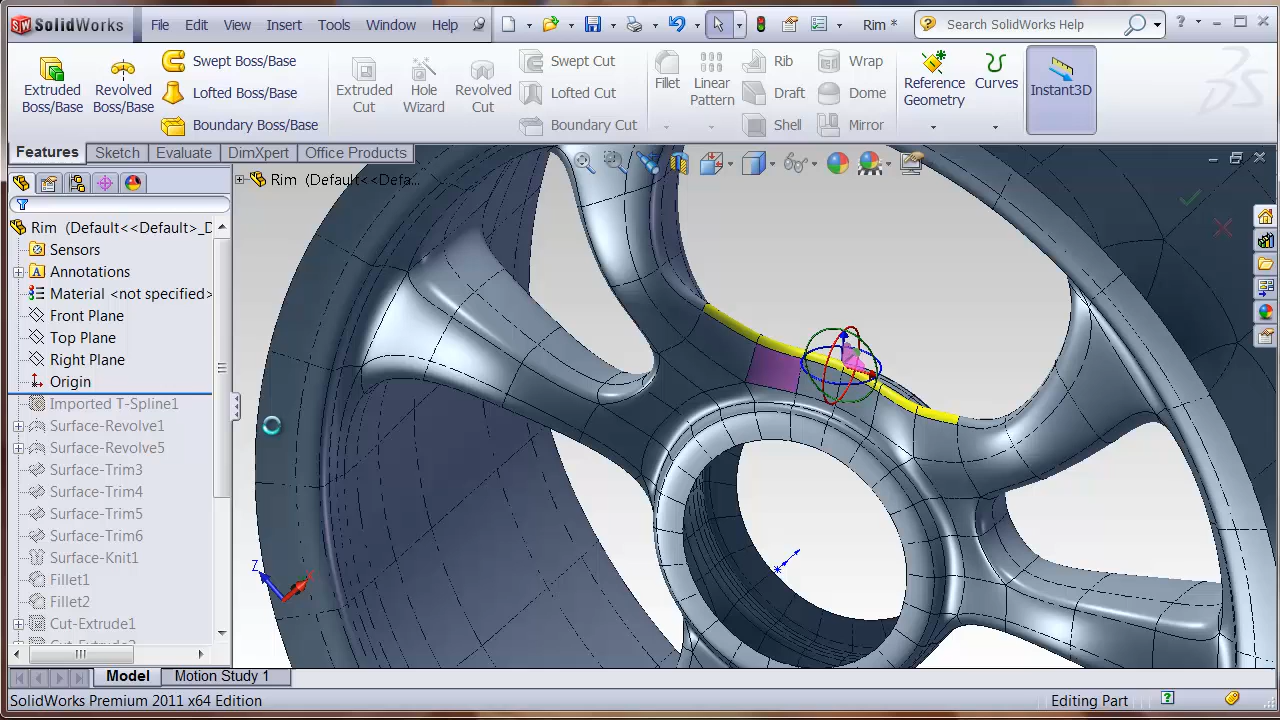 SolidWorks File Edit View Insert Tools Window Help Rim * Search SolidWorks Help
Extruded Boss/Base
Revolved Boss/Base
Swept Boss/Base
Lofted Boss/Base
Boundary Boss/Base
Extruded Cut
Hole Wizard
Revolved Cut
Swept Cut
Lofted Cut
Boundary Cut
Fillet
Linear Pattern
Rib
Draft
Shell
Wrap
Dome
Mirror
Reference Geometry
Curves
Instant3D
Features Sketch Evaluate DimXpert Office Products
Rim (Default<<Defa...
Rim (Default<<Default>_D
Sensors
Annotations
Material <not specified>
Front Plane
Top Plane
Right Plane
Origin
Imported T-Spline1
Surface-Revolve1
Surface-Revolve5
Surface-Trim3
Surface-Trim4
Surface-Trim5
Surface-Trim6
Surface-Knit1
Fillet1
Fillet2
Cut-Extrude1
Z X
Model Motion Study 1
SolidWorks Premium 2011 x64 Edition Editing Part